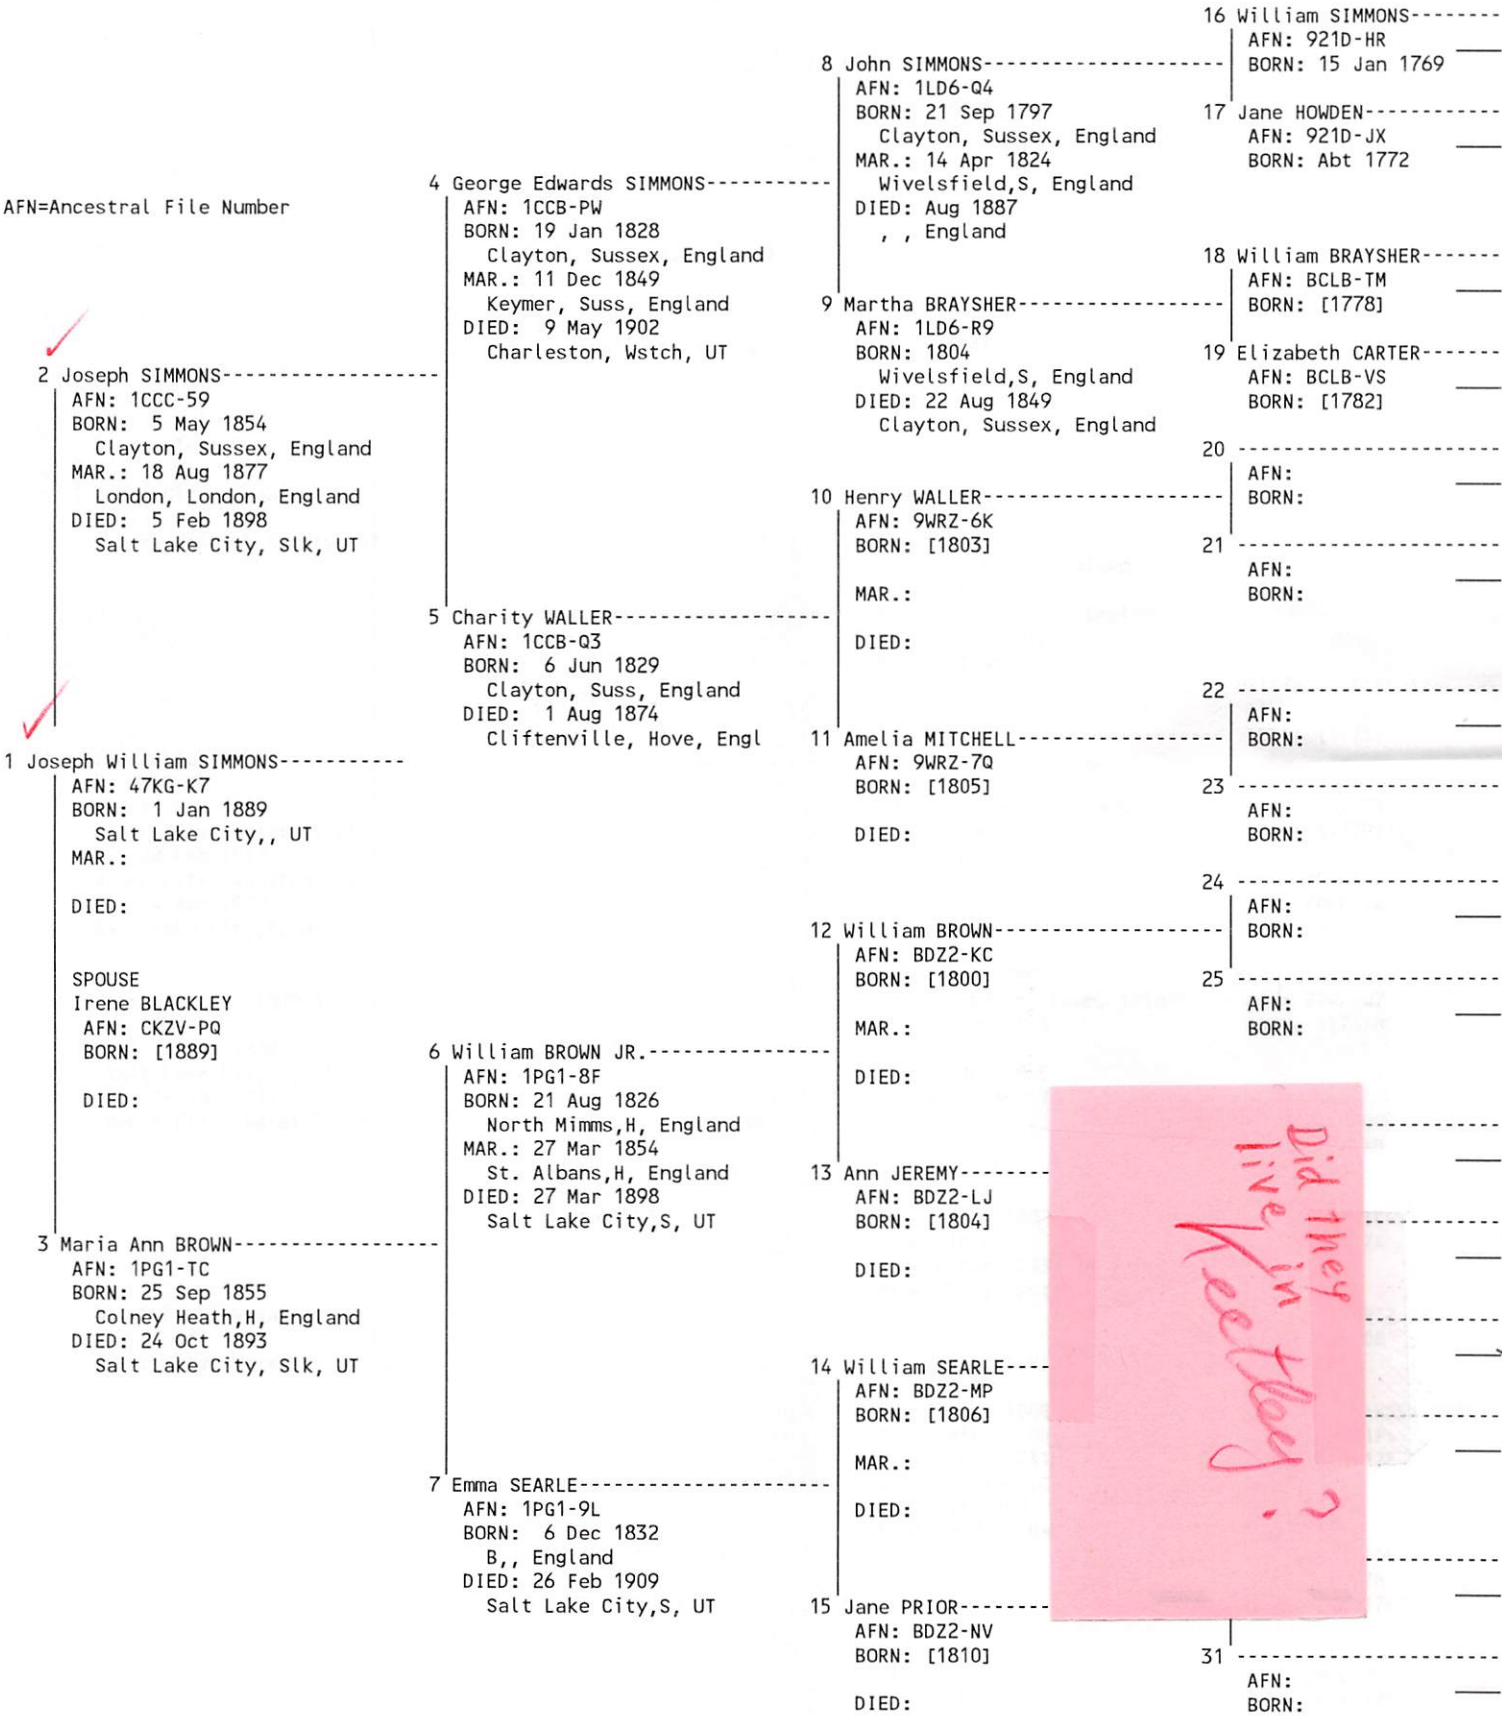 AFN=Ancestral File Number
2 Joseph SIMMONS------------------
AFN: 1CCC-59
BORN:  5 May 1854
Clayton, Sussex, England
MAR.: 18 Aug 1877
London, London, England
DIED:  5 Feb 1898
Salt Lake City, Slk, UT
1 Joseph William SIMMONS-----------
AFN: 47KG-K7
BORN:  1 Jan 1889
Salt Lake City,, UT
MAR.:
DIED:
SPOUSE
Irene BLACKLEY
AFN: CKZV-PQ
BORN: [1889]
DIED:
3 Maria Ann BROWN-----------------
AFN: 1PG1-TC
BORN: 25 Sep 1855
Colney Heath,H, England
DIED: 24 Oct 1893
Salt Lake City, Slk, UT
4 George Edwards SIMMONS-----------
AFN: 1CCB-PW
BORN: 19 Jan 1828
Clayton, Sussex, England
MAR.: 11 Dec 1849
Keymer, Suss, England
DIED:  9 May 1902
Charleston, Wstch, UT
5 Charity WALLER------------------
AFN: 1CCB-Q3
BORN:  6 Jun 1829
Clayton, Suss, England
DIED:  1 Aug 1874
Cliftenville, Hove, Engl
6 William BROWN JR.---------------
AFN: 1PG1-8F
BORN: 21 Aug 1826
North Mimms,H, England
MAR.: 27 Mar 1854
St. Albans,H, England
DIED: 27 Mar 1898
Salt Lake City,S, UT
7 Emma SEARLE---------------------
AFN: 1PG1-9L
BORN:  6 Dec 1832
B,, England
DIED: 26 Feb 1909
Salt Lake City,S, UT
8 John SIMMONS--------------------
AFN: 1LD6-Q4
BORN: 21 Sep 1797
Clayton, Sussex, England
MAR.: 14 Apr 1824
Wivelsfield,S, England
DIED: Aug 1887
, , England
9 Martha BRAYSHER-----------------
AFN: 1LD6-R9
BORN: 1804
Wivelsfield,S, England
DIED: 22 Aug 1849
Clayton, Sussex, England
10 Henry WALLER--------------------
AFN: 9WRZ-6K
BORN: [1803]
MAR.:
DIED:
11 Amelia MITCHELL-----------------
AFN: 9WRZ-7Q
BORN: [1805]
DIED:
12 William BROWN-------------------
AFN: BDZ2-KC
BORN: [1800]
MAR.:
DIED:
13 Ann JEREMY--------
AFN: BDZ2-LJ
BORN: [1804]
DIED:
14 William SEARLE----
AFN: BDZ2-MP
BORN: [1806]
MAR.:
DIED:
15 Jane PRIOR--------
AFN: BDZ2-NV
BORN: [1810]
DIED:
16 William SIMMONS--------
AFN: 921D-HR
BORN: 15 Jan 1769
17 Jane HOWDEN------------
AFN: 921D-JX
BORN: Abt 1772
18 William BRAYSHER-------
AFN: BCLB-TM
BORN: [1778]
19 Elizabeth CARTER-------
AFN: BCLB-VS
BORN: [1782]
20 ----------------------
AFN:
BORN:
21 ----------------------
AFN:
BORN:
22 ----------------------
AFN:
BORN:
23 ----------------------
AFN:
BORN:
24 ----------------------
AFN:
BORN:
25 ----------------------
AFN:
BORN:
31 ----------------------
AFN:
BORN:
Did they
live in
Keetley?